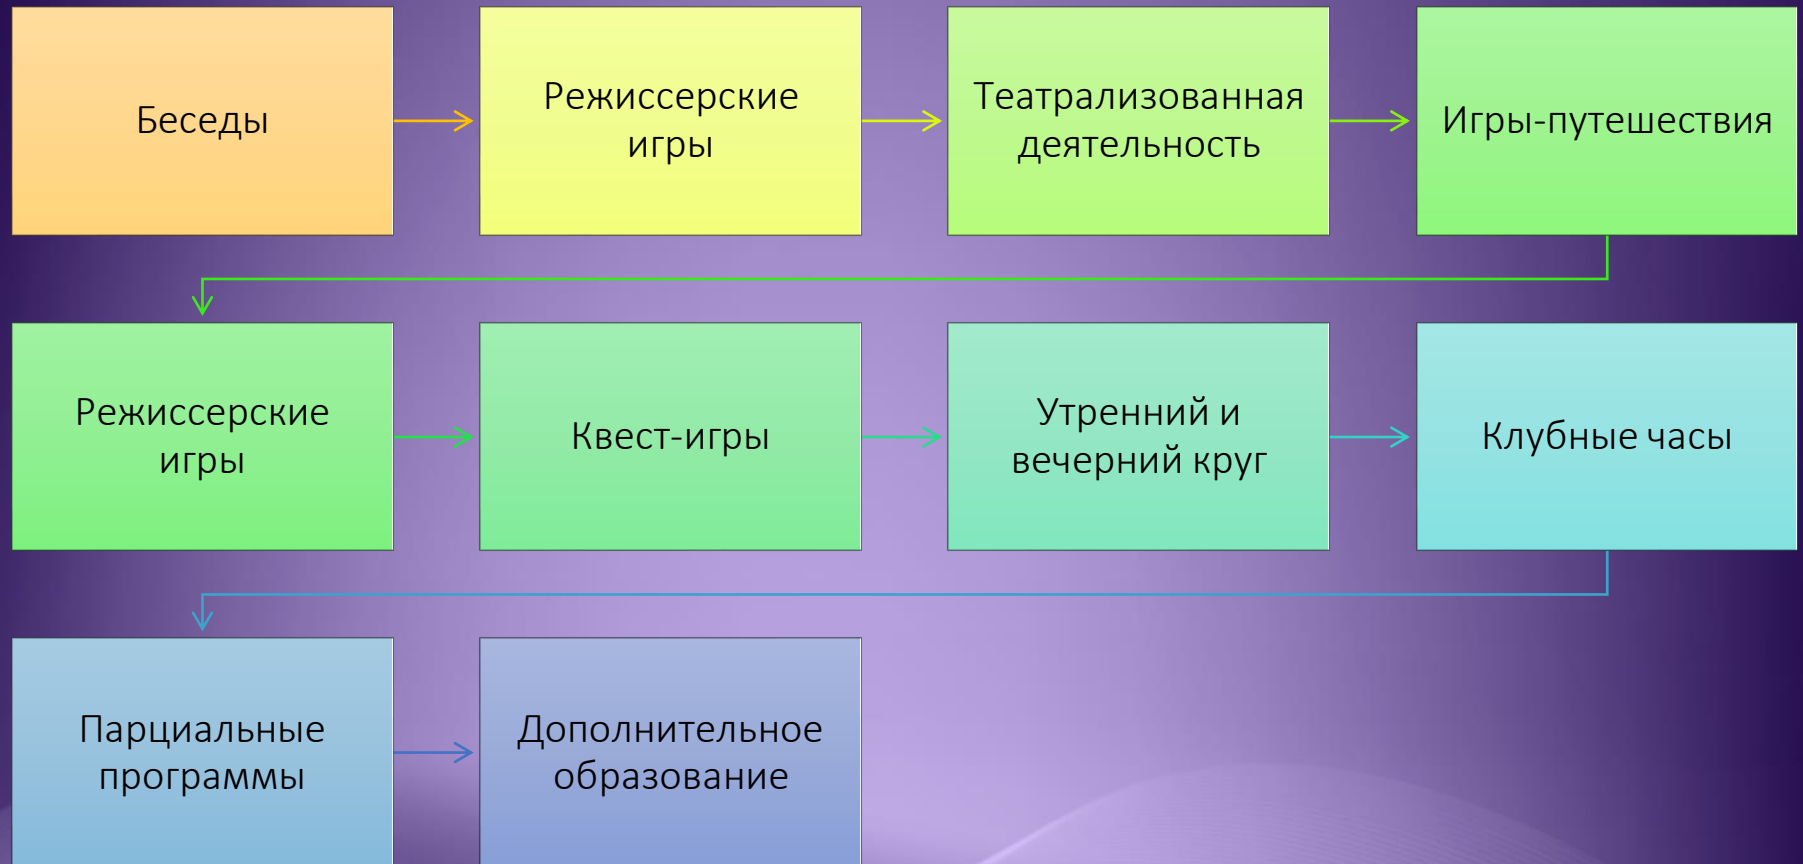 Беседы
Режиссерские
игры
Театрализованная
деятельность
Игры-путешествия
Режиссерские
игры
Квест-игры
Утренний и
вечерний круг
Клубные часы
Парциальные
программы
Дополнительное
образование